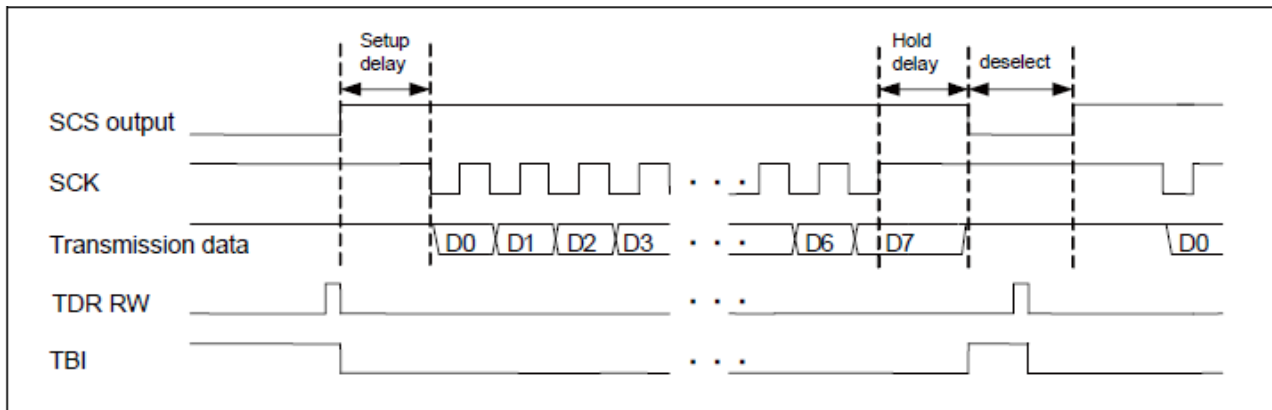 Setup
delay
Hold
delay
deselect
SCS output
SCK
· · ·
Transmission data
D0 D1 D2 D3 · · · D6 D7 D0
TDR RW
· · ·
TBI
· · ·